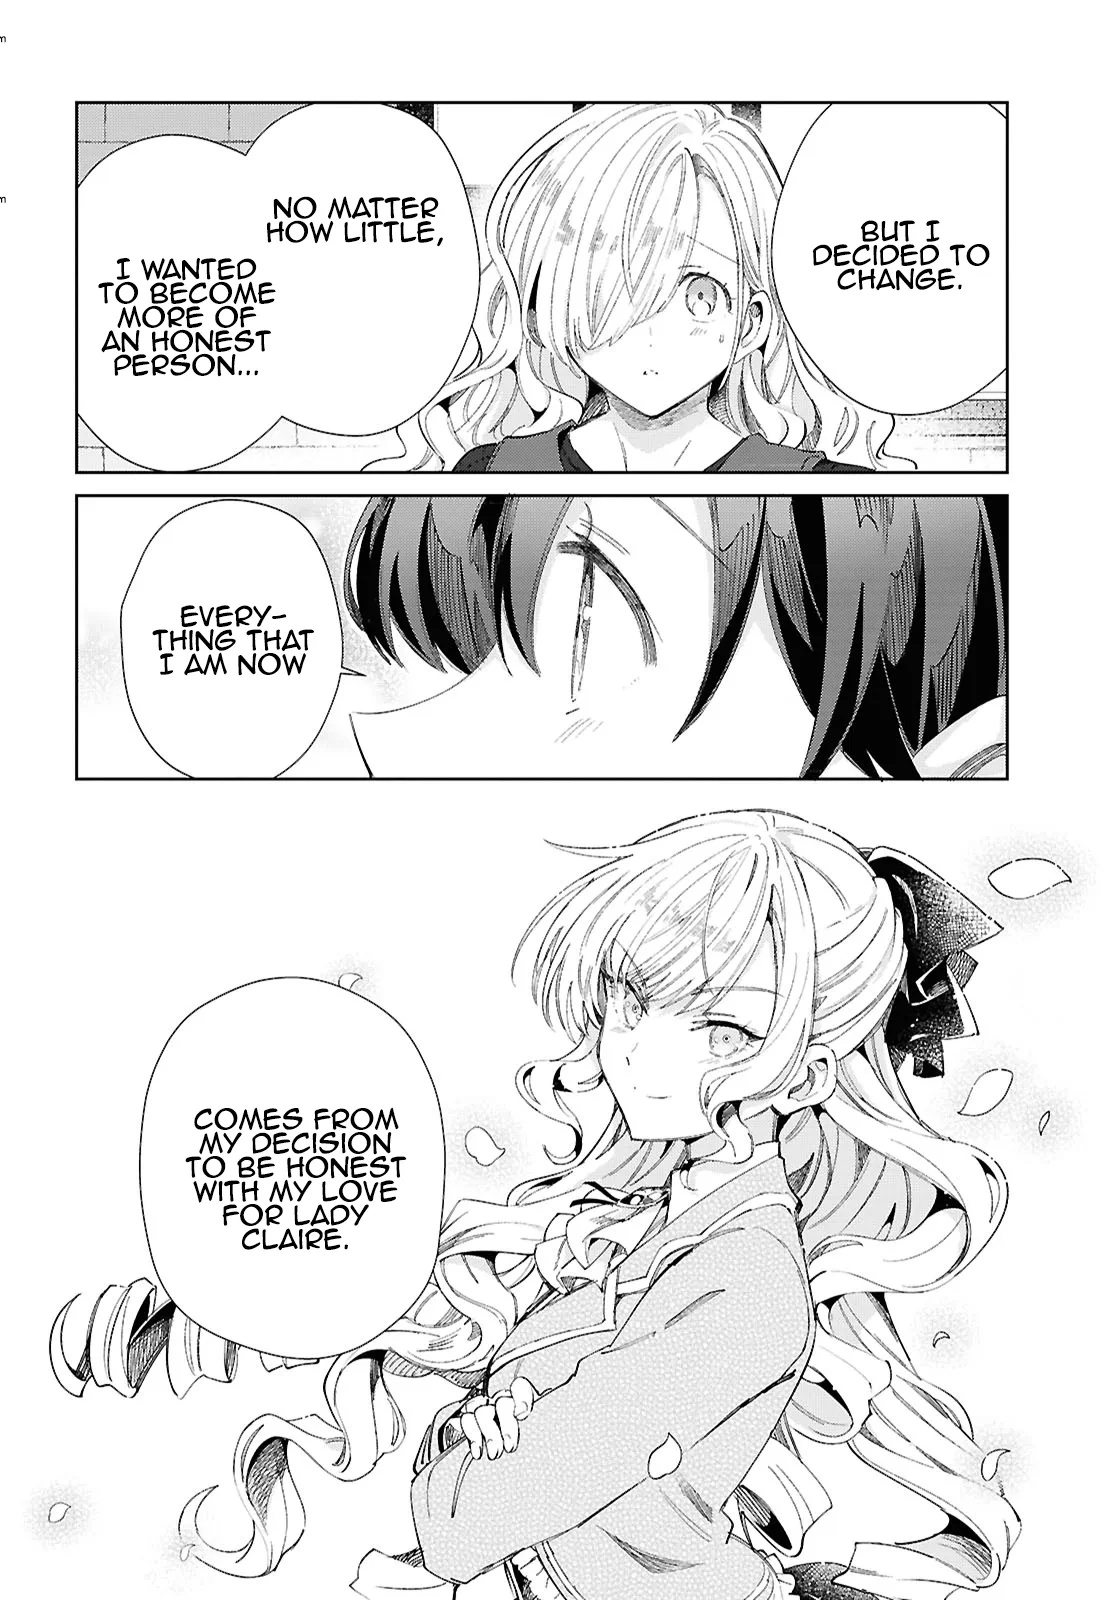 BUT I
DECIDED TO
CHANGE.
NO MATTER
HOW LITTLE,
I WANTED
TO BECOME
MORE OF
AN HONEST
PERSON...
EVERY-
THING THAT
I AM NOW
COMES FROM
MY DECISION
TO BE HONEST
WITH MY LOVE
FOR LADY
CLAIRE.
m
m